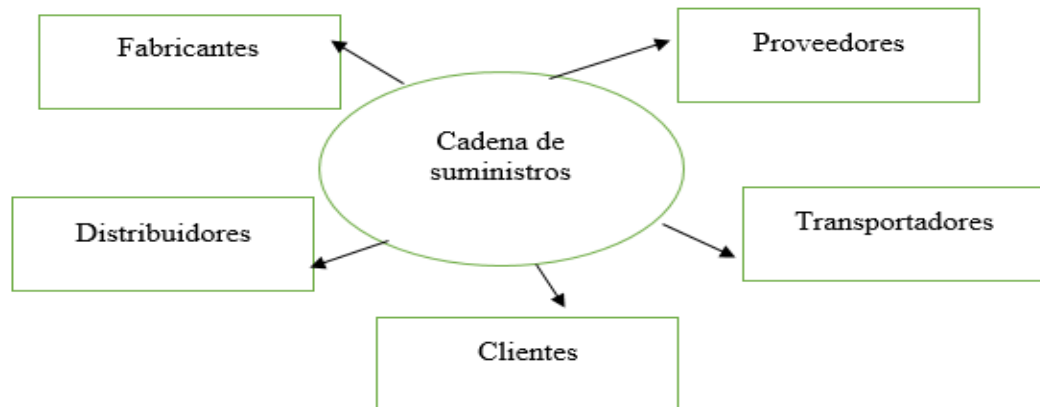 Fabricantes
Proveedores
Cadena de
suministros
Distribuidores
Transportadores
Clientes